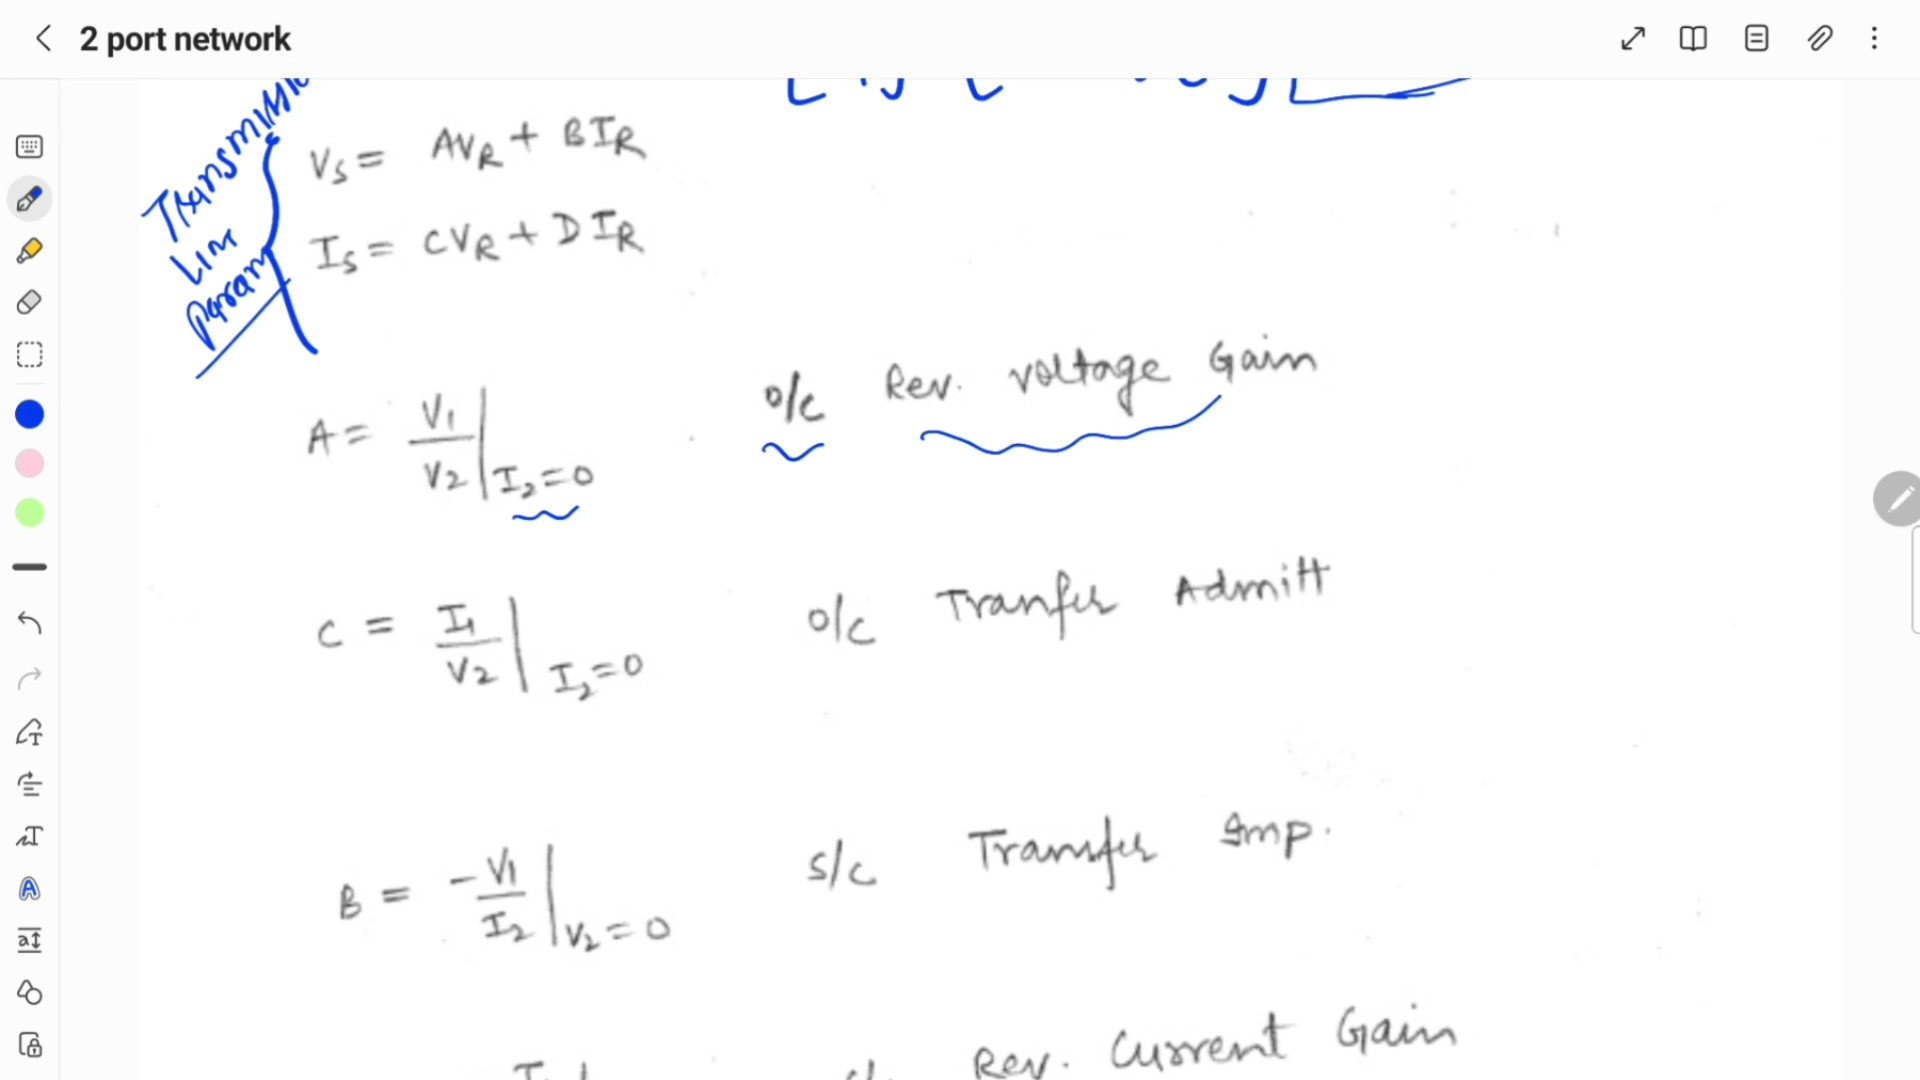 2 port network
Transmi
Line
Param
Vs = AVR + BIR
Is = CVR + DIR
A = V1/V2 | I2=0 o/c Rev. voltage Gain
C = I1/V2 | I2=0 o/c Tranfer Admitt
B = -V1/I2 | V2=0 s/c Transfer Imp.
Rev. Current Gain